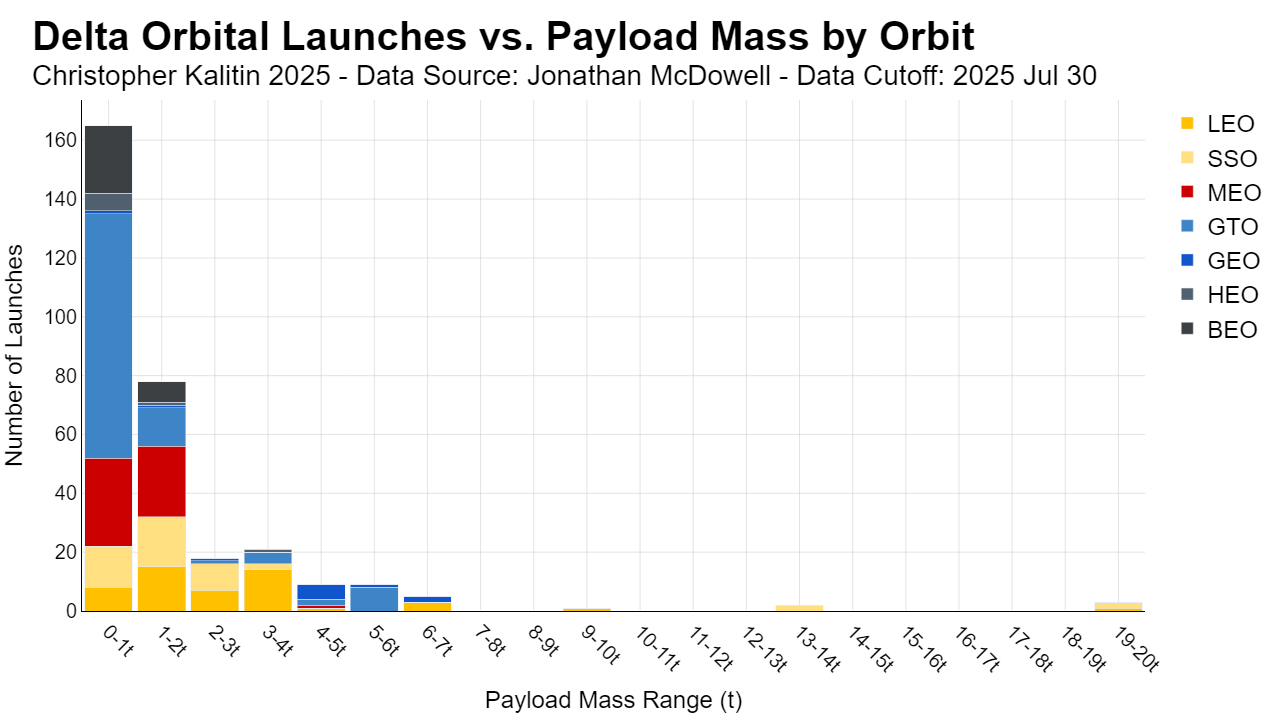 Delta Orbital Launches vs. Payload Mass by Orbit
Christopher Kalitin 2025 - Data Source: Jonathan McDowell - Data Cutoff: 2025 Jul 30
LEO
SSO
MEO
GTO
GEO
HEO
BEO
Number of Launches
160
140
120
100
80
60
40
20
0
0-1t
1-2t
2-3t
3-4t
4-5t
5-6t
6-7t
7-8t
8-9t
9-10t
10-11t
11-12t
12-13t
13-14t
14-15t
15-16t
16-17t
17-18t
18-19t
19-20t
Payload Mass Range (t)